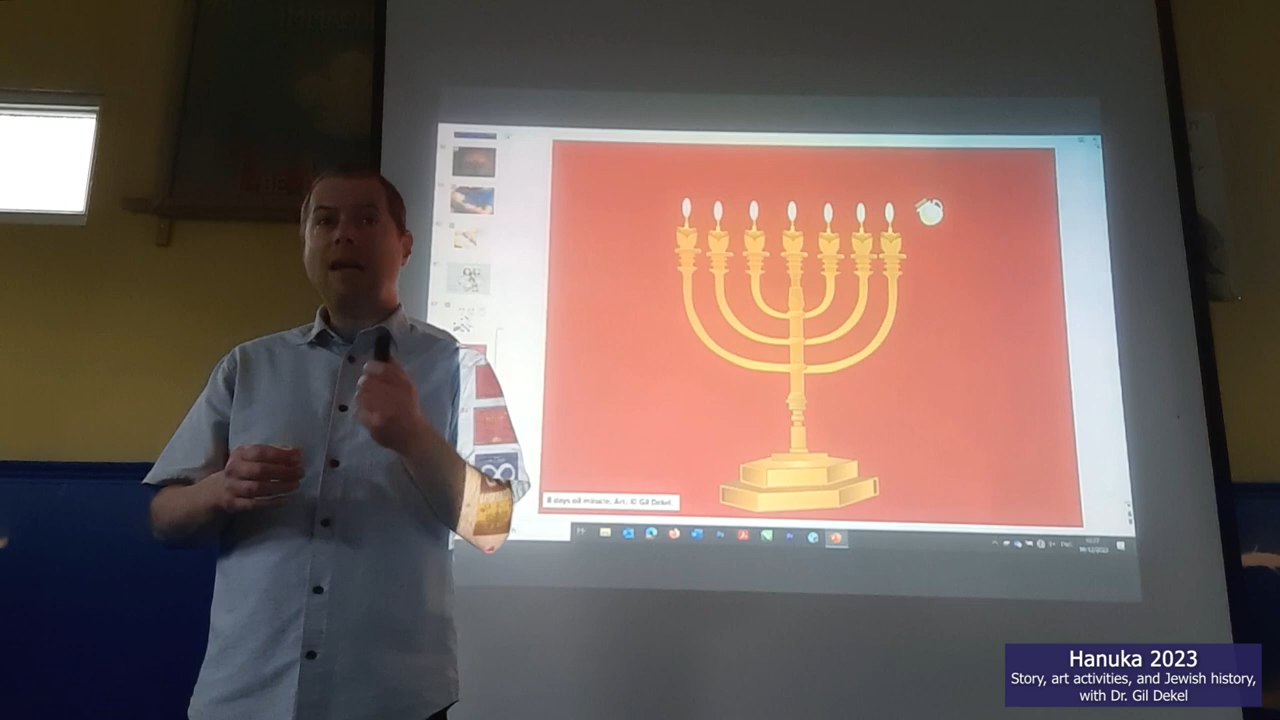 8 days oil miracle. Art: © Gil Dekel.
Hanuka 2023
Story, art activities, and Jewish history,
with Dr. Gil Dekel